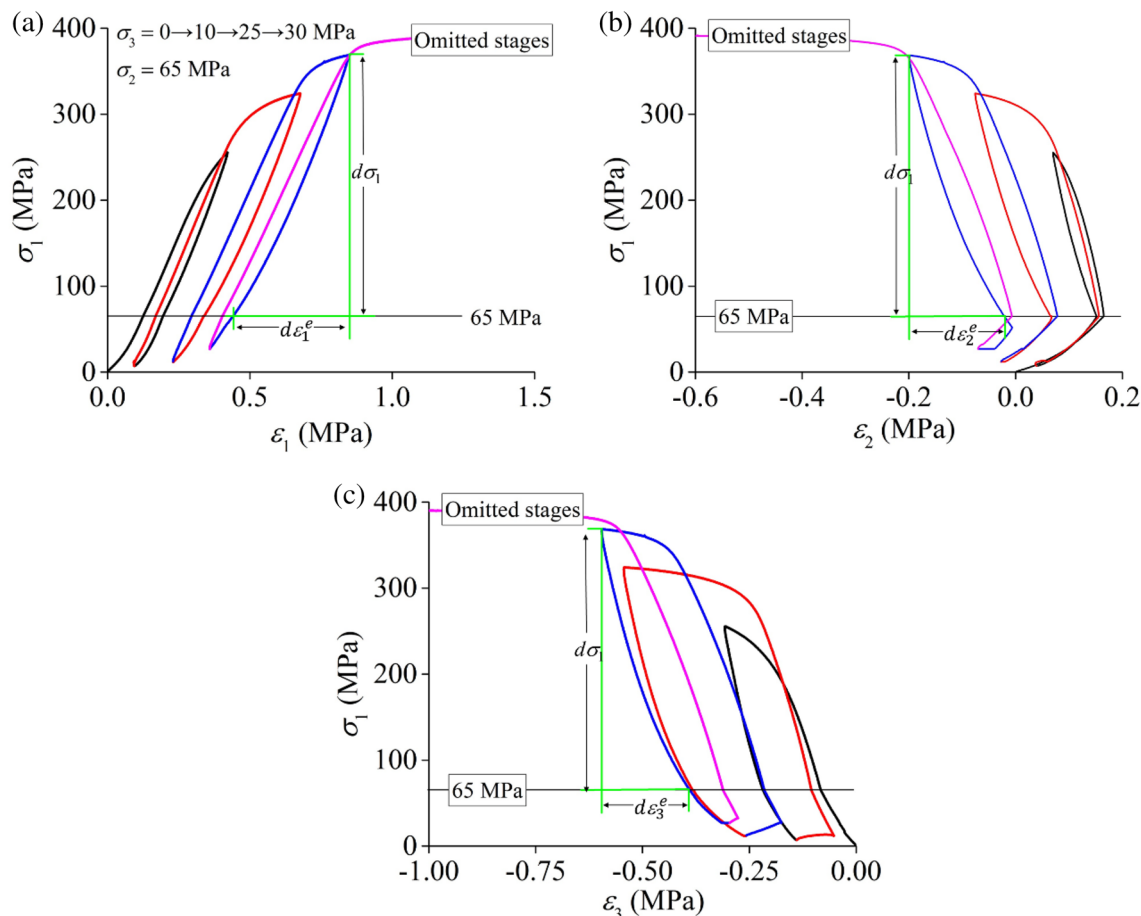 (a)
σ₃ = 0→10→25→30 MPa
σ₂ = 65 MPa
Omitted stages
400
300
200
100
0
σ₁ (MPa)
dσ₁
65 MPa
dε₁ᵉ
0.0 0.5 1.0 1.5
ε₁ (MPa)
(b)
Omitted stages
400
300
200
100
0
σ₁ (MPa)
dσ₁
65 MPa
dε₂ᵉ
-0.6 -0.4 -0.2 0.0 0.2
ε₂ (MPa)
(c)
Omitted stages
400
300
200
100
0
σ₁ (MPa)
dσ₁
65 MPa
dε₃ᵉ
-1.00 -0.75 -0.50 -0.25 0.00
ε₃ (MPa)